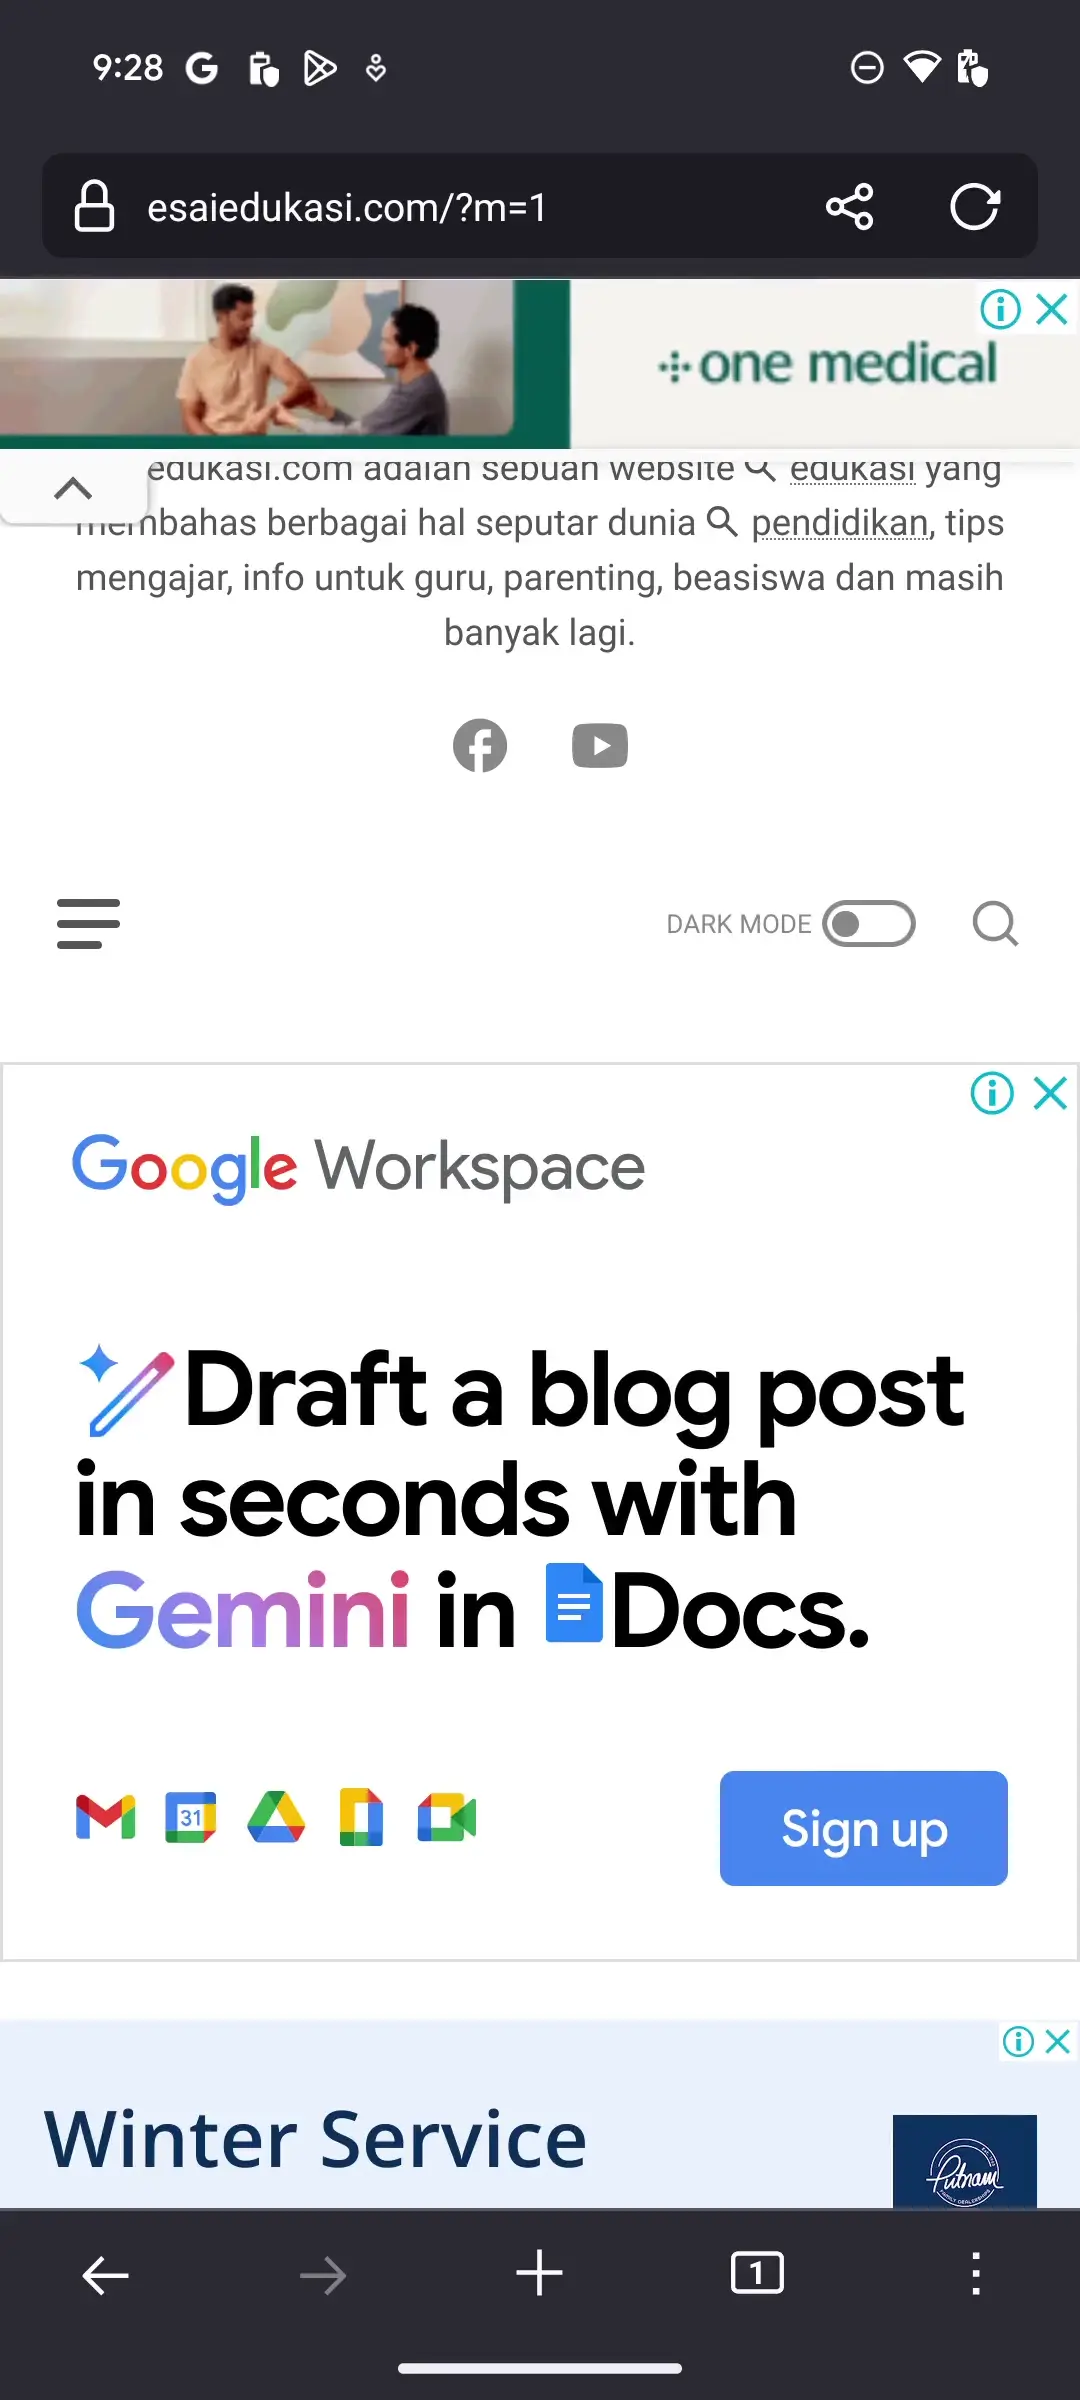 9:28
esaiedukasi.com/?m=1
one medical
edukasi.com adalah sebuah website edukasi yang
membahas berbagai hal seputar dunia pendidikan, tips
mengajar, info untuk guru, parenting, beasiswa dan masih
banyak lagi.
DARK MODE
Google Workspace
Draft a blog post
in seconds with
Gemini in Docs.
31
Sign up
Winter Service
Putnam
1